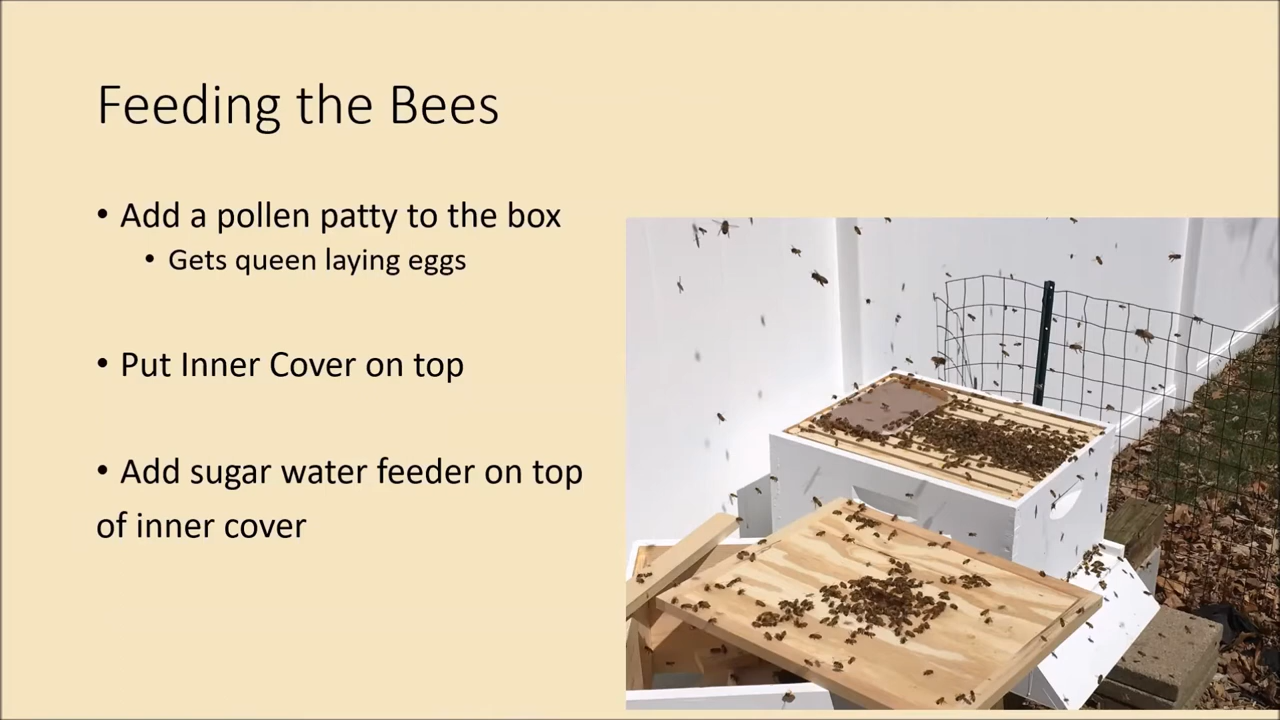 Feeding the Bees
• Add a pollen patty to the box
• Gets queen laying eggs
• Put Inner Cover on top
• Add sugar water feeder on top
of inner cover